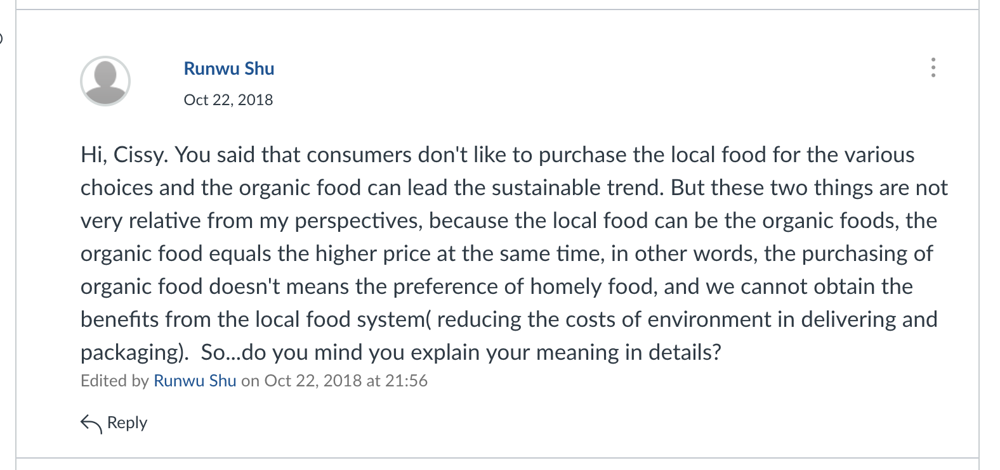 Runwu Shu
Oct 22, 2018
Hi, Cissy. You said that consumers don't like to purchase the local food for the various
choices and the organic food can lead the sustainable trend. But these two things are not
very relative from my perspectives, because the local food can be the organic foods, the
organic food equals the higher price at the same time, in other words, the purchasing of
organic food doesn't means the preference of homely food, and we cannot obtain the
benefits from the local food system( reducing the costs of environment in delivering and
packaging).  So...do you mind you explain your meaning in details?
Edited by Runwu Shu on Oct 22, 2018 at 21:56
Reply